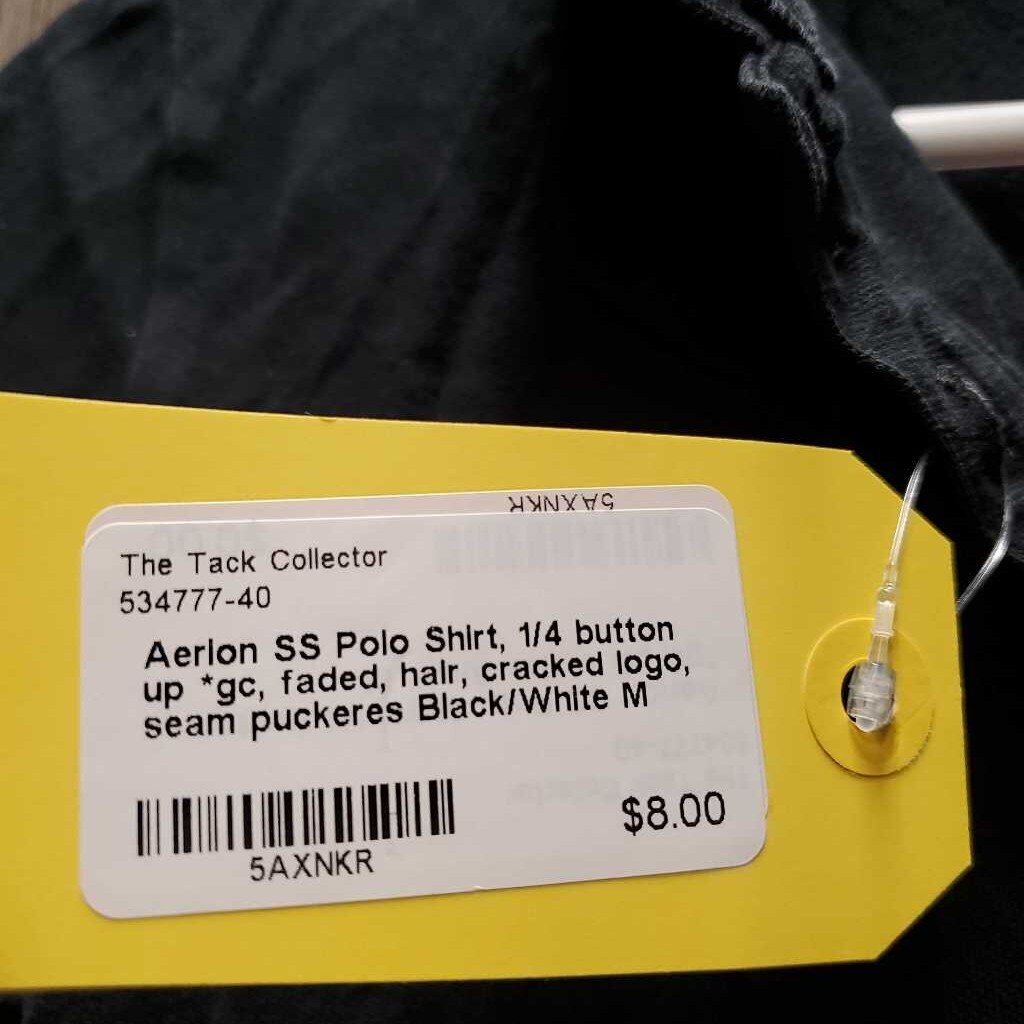 5AXNKR
The Tack Collector
534777-40
Aerion SS Polo Shirt, 1/4 button
up *gc, faded, hair, cracked logo,
seam puckeres Black/White M
$8.00
5AXNKR